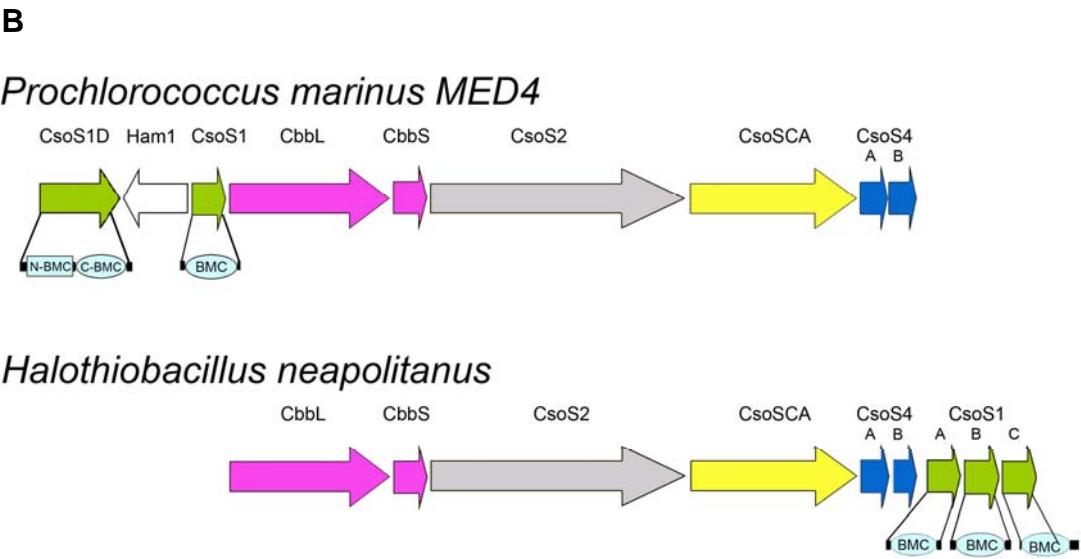 B
Prochlorococcus marinus MED4
CsoS1D Ham1 CsoS1 CbbL CbbS CsoS2 CsoSCA CsoS4
A B
N-BMC C-BMC BMC
Halothiobacillus neapolitanus
CbbL CbbS CsoS2 CsoSCA CsoS4 CsoS1
A B A B C
BMC BMC BMC